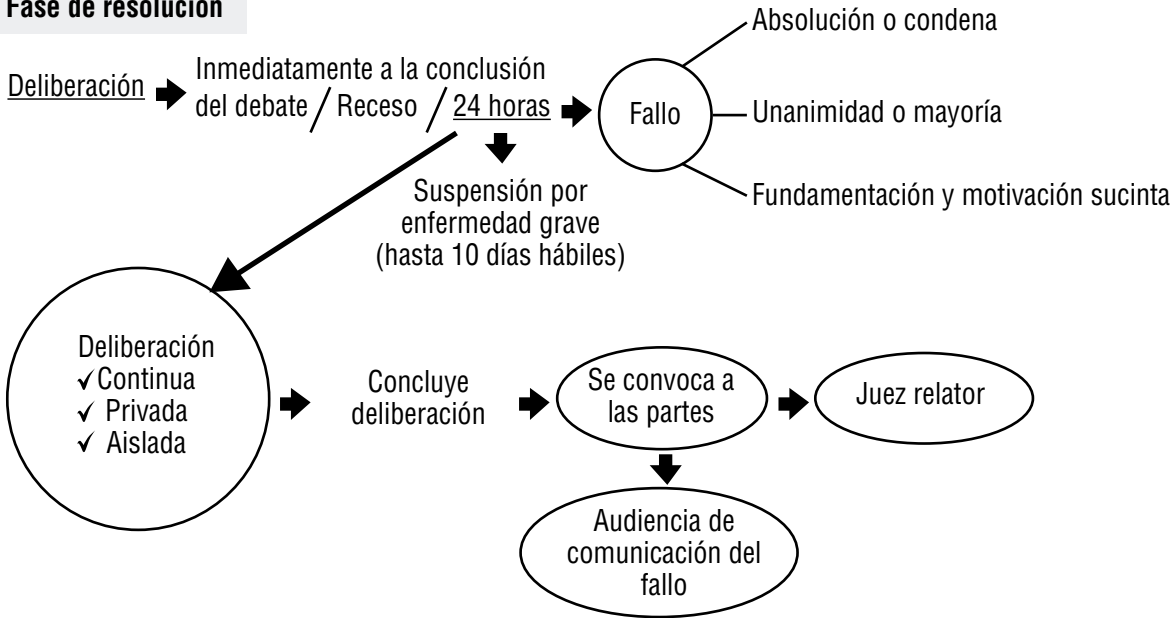 Fase de resolución
Deliberación
Inmediatamente a la conclusión
del debate / Receso / 24 horas
Suspensión por
enfermedad grave
(hasta 10 días hábiles)
Fallo
Absolución o condena
Unanimidad o mayoría
Fundamentación y motivación sucinta
Deliberación
✓Continua
✓ Privada
✓ Aislada
Concluye
deliberación
Se convoca a
las partes
Juez relator
Audiencia de
comunicación del
fallo